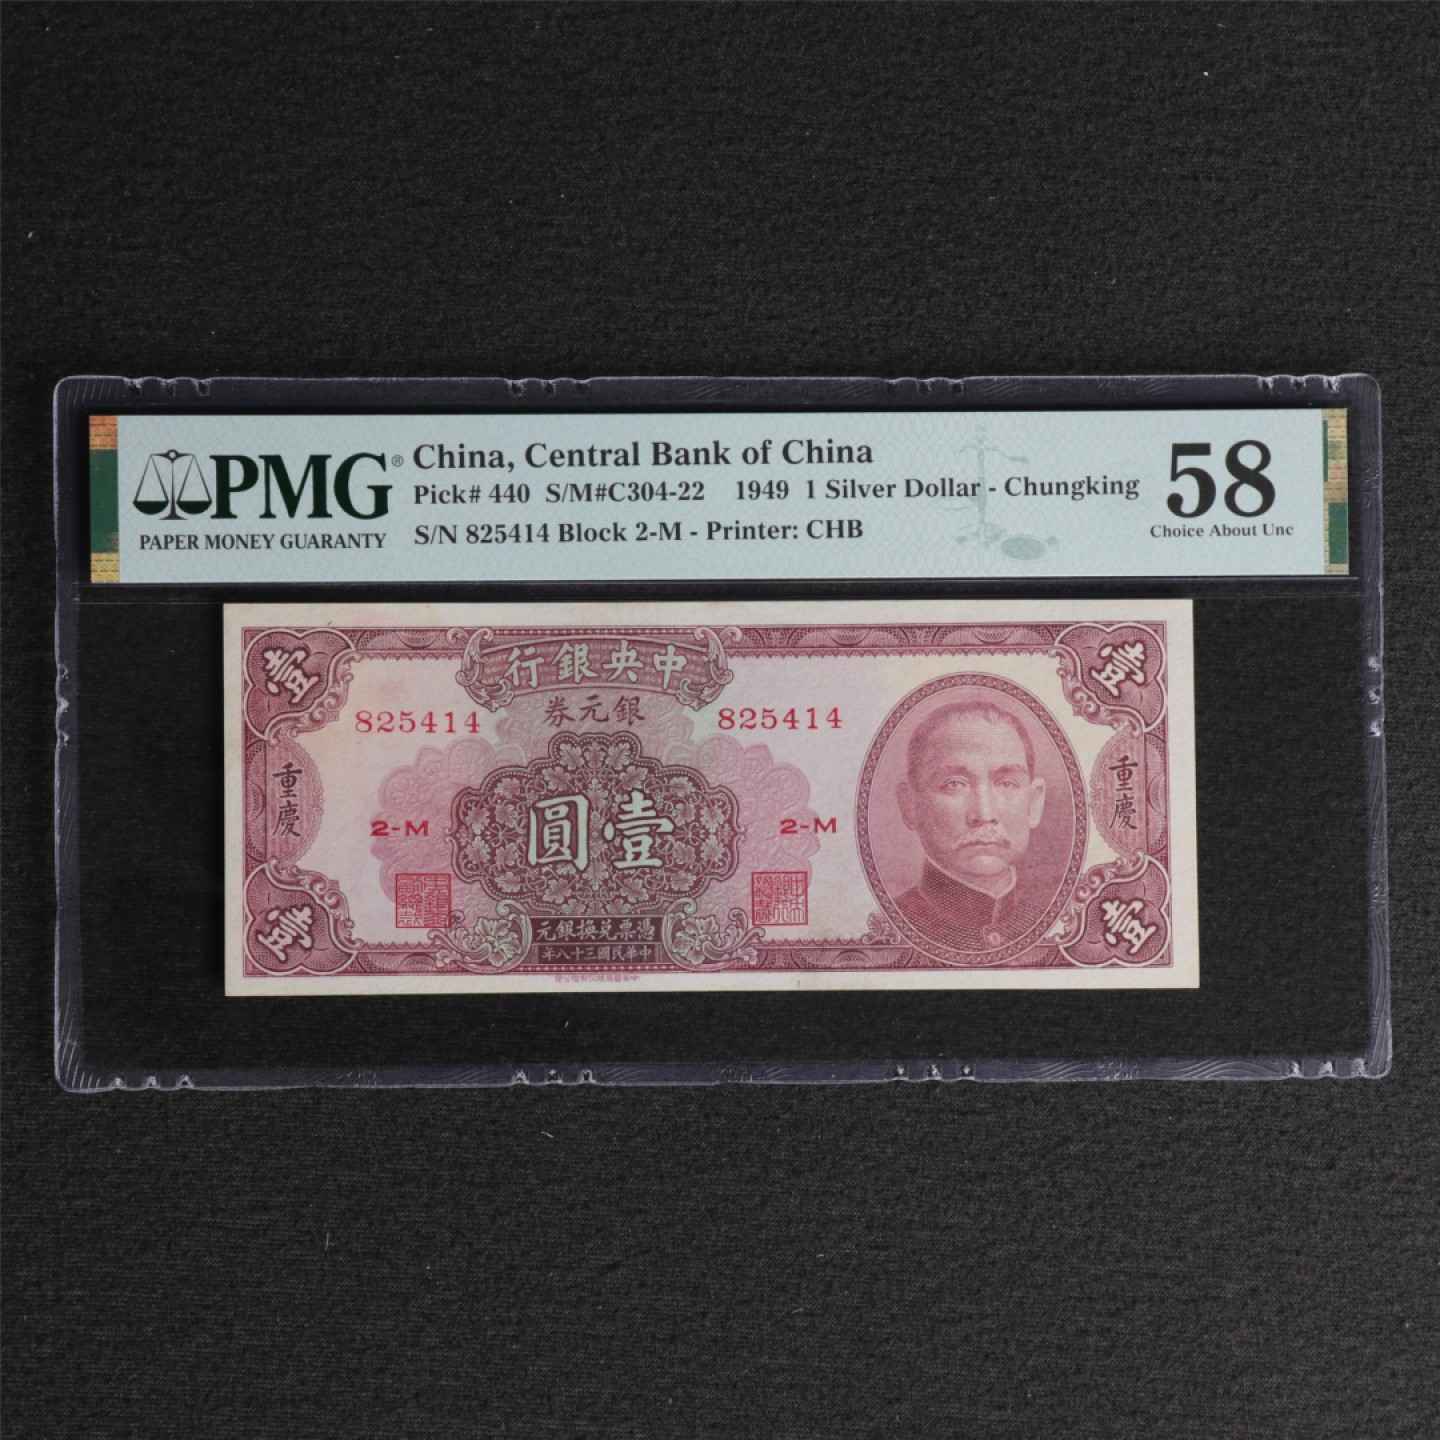 PMG®
PAPER MONEY GUARANTY
China, Central Bank of China
Pick# 440 S/M#C304-22 1949 1 Silver Dollar - Chungking
S/N 825414 Block 2-M - Printer: CHB
58
Choice About Unc
行銀央中
券元銀
壹
壹
825414
825414
重慶
重慶
2-M
2-M
圓壹
元銀換兌票憑
年八十三國民華中
壹
壹